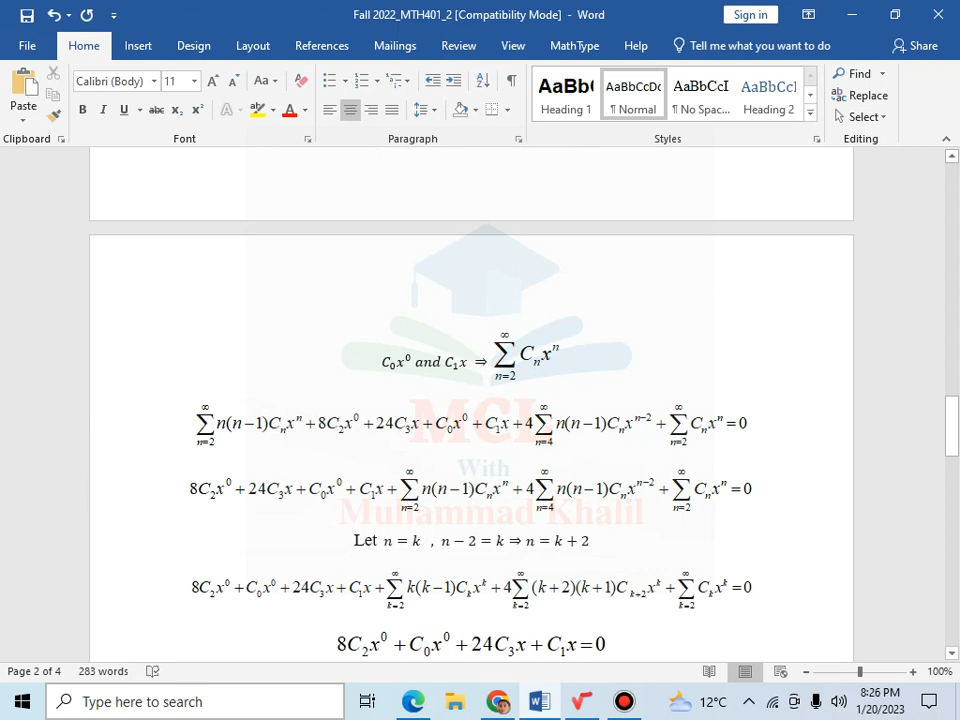 Fall 2022_MTH401_2 [Compatibility Mode] - Word
Sign in
File Home Insert Design Layout References Mailings Review View MathType Help Tell me what you want to do Share
Paste
Calibri (Body) 11
Aa
B I U abc x₂ x² A A
AaBbC AaBbCcDc AaBbCcI AaBbCcI
Heading 1 ¶ Normal ¶ No Spac... Heading 2
Find
Replace
Select
Clipboard Font Paragraph Styles Editing
C₀x⁰ and C₁x ⇒ ∑_{n=2}^{∞} Cₙxⁿ
∑_{n=2}^{∞} n(n−1)Cₙxⁿ + 8C₂x⁰ + 24C₃x + C₀x⁰ + C₁x + 4∑_{n=4}^{∞} n(n−1)Cₙxⁿ⁻² + ∑_{n=2}^{∞} Cₙxⁿ = 0
MCL
With
8C₂x⁰ + 24C₃x + C₀x⁰ + C₁x + ∑_{n=2}^{∞} n(n−1)Cₙxⁿ + 4∑_{n=4}^{∞} n(n−1)Cₙxⁿ⁻² + ∑_{n=2}^{∞} Cₙxⁿ = 0
Muhammad Khalil
Let n = k , n − 2 = k ⇒ n = k + 2
8C₂x⁰ + C₀x⁰ + 24C₃x + C₁x + ∑_{k=2}^{∞} k(k−1)Cₖxᵏ + 4∑_{k=2}^{∞} (k+2)(k+1)Cₖ₊₂xᵏ + ∑_{k=2}^{∞} Cₖxᵏ = 0
8C₂x⁰ + C₀x⁰ + 24C₃x + C₁x = 0
Page 2 of 4 283 words 100%
Type here to search
12°C
8:26 PM
1/20/2023